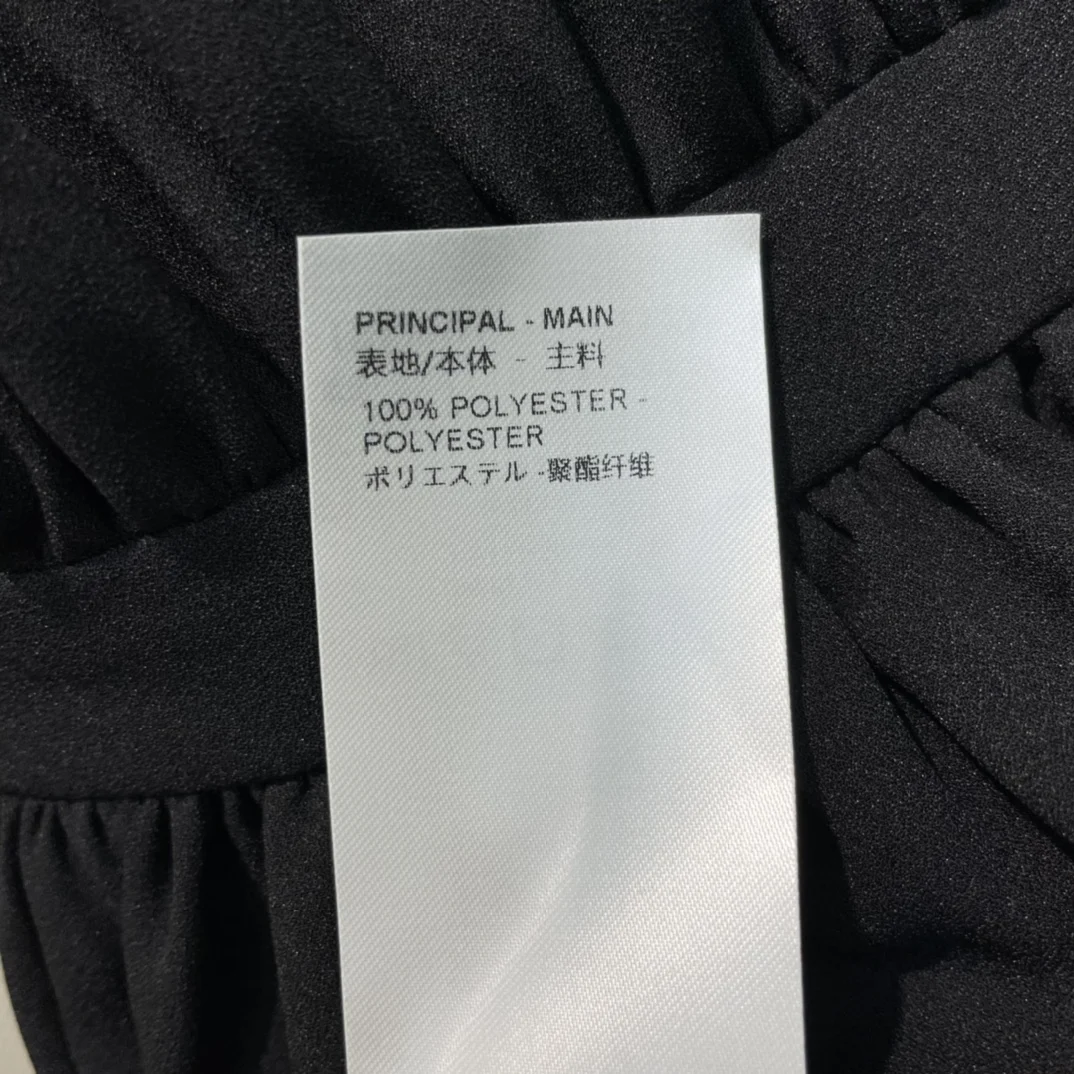 PRINCIPAL - MAIN
表地/本体 - 主料
100% POLYESTER -
POLYESTER
ポリエステル -聚酯纤维